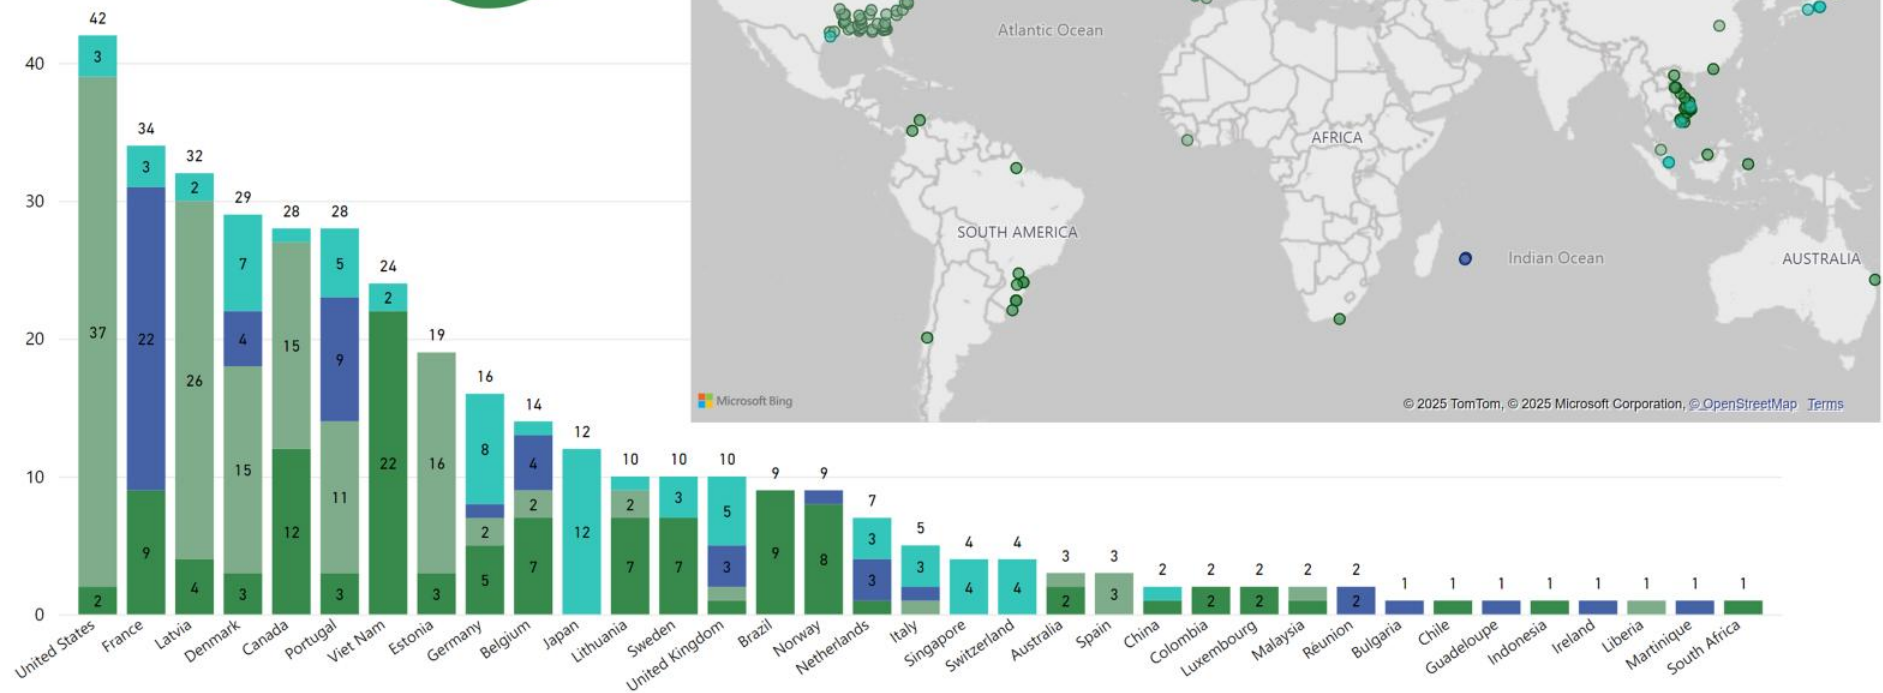 42
3
40
34
3
32
2
30
29
7
28
28
5
24
2
37
22
26
4
15
9
20
19
16
8
14
4
12
15
11
12
22
16
10
10
10
2
2
2
3
5
9
9
7
12
9
4
3
3
3
5
7
7
7
3
9
8
3
3
5
3
4
4
4
4
3
2
3
3
2
2
2
2
2
2
2
2
1
1
1
1
1
1
1
1
10
0
2
United States
France
Latvia
Denmark
Canada
Portugal
Viet Nam
Estonia
Germany
Belgium
Japan
Lithuania
Sweden
United Kingdom
Brazil
Norway
Netherlands
Italy
Singapore
Switzerland
Australia
Spain
China
Colombia
Luxembourg
Malaysia
Réunion
Bulgaria
Chile
Guadeloupe
Indonesia
Ireland
Liberia
Martinique
South Africa
Atlantic Ocean
AFRICA
SOUTH AMERICA
Indian Ocean
AUSTRALIA
Microsoft Bing
© 2025 TomTom, © 2025 Microsoft Corporation, © OpenStreetMap Terms